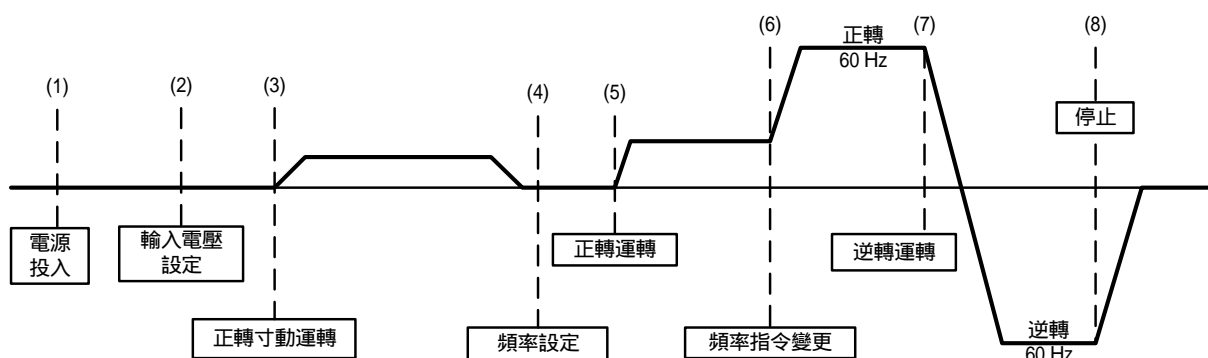 (1)
(2)
(3)
(4)
(5)
(6)
(7)
(8)
正轉
60 Hz
停止
電源
投入
輸入電壓
設定
正轉運轉
逆轉運轉
正轉寸動運轉
頻率設定
頻率指令變更
逆轉
60 Hz